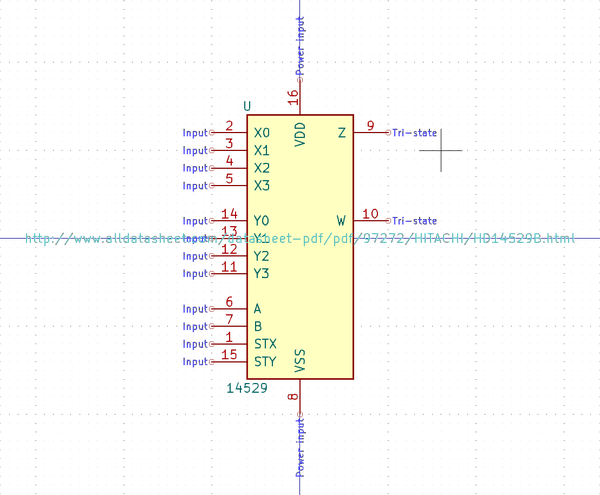 Power input
16
VDD
U
Input 2 X0 Z 9 Tri-state
Input 3 X1
Input 4 X2
Input 5 X3
Input 14 Y0 W 10 Tri-state
Input 13 Y1
http://www.alldatasheet.com/datasheet-pdf/pdf/97272/HITACHI/HD14529B.html
Input 12 Y2
Input 11 Y3
Input 6 A
Input 7 B
Input 1 STX
Input 15 STY
VSS
14529
8
Power input